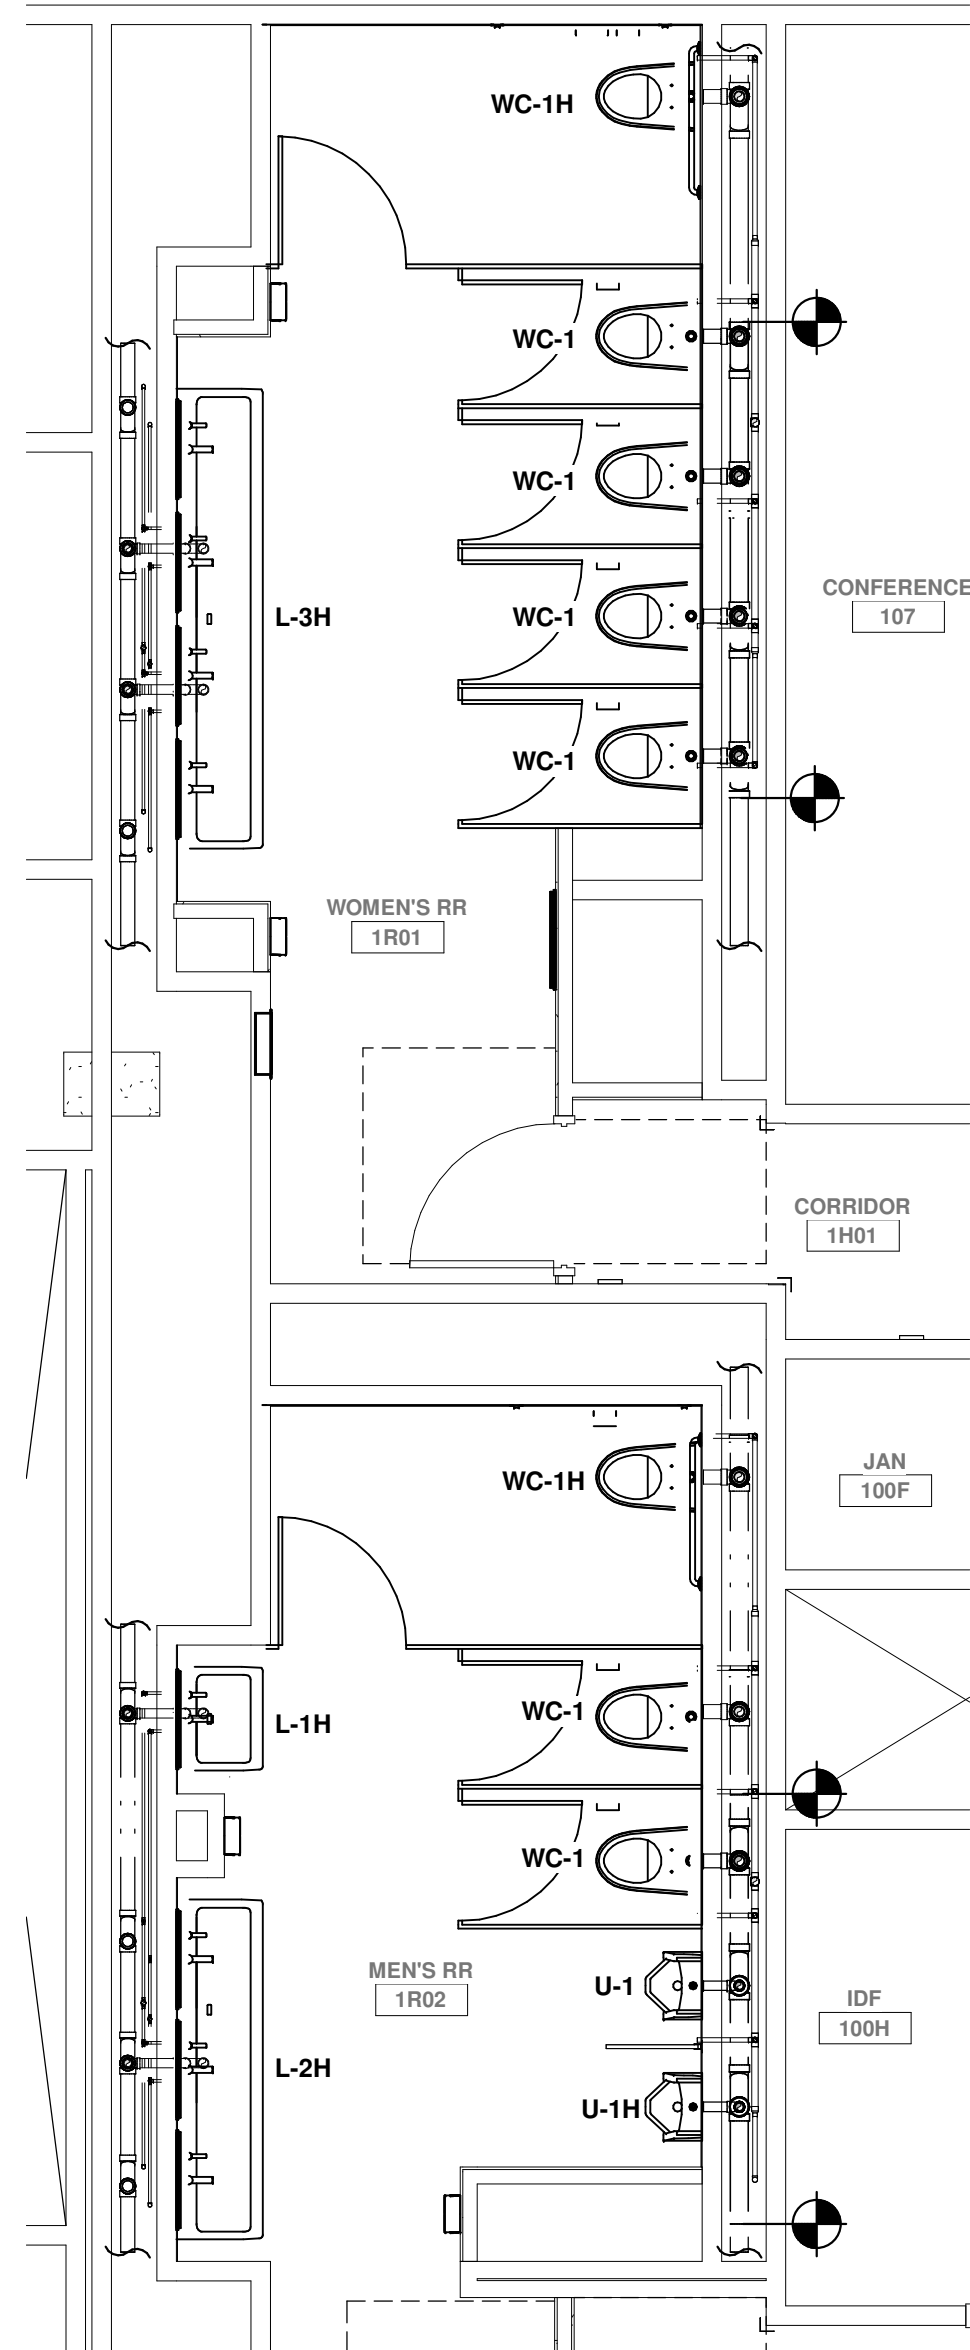 WC-1H
WC-1
WC-1
CONFERENCE
107
WC-1
L-3H
WC-1
WOMEN'S RR
1R01
CORRIDOR
1H01
JAN
100F
WC-1H
WC-1
L-1H
WC-1
MEN'S RR
1R02
U-1
IDF
100H
L-2H
U-1H